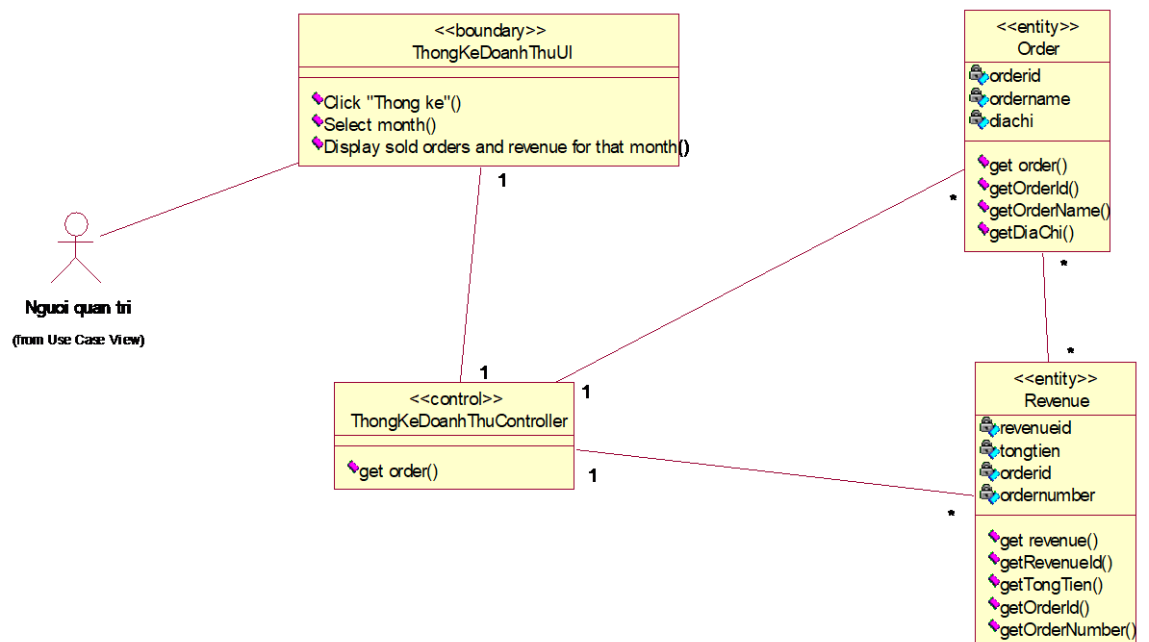 <<boundary>>
ThongKeDoanhThuUI
Click "Thong ke"()
Select month()
Display sold orders and revenue for that month()
1
<<entity>>
Order
orderid
ordername
diachi
get order()
getOrderId()
getOrderName()
getDiaChi()
*
*
Nguoi quan tri
(from Use Case View)
1
<<control>>
ThongKeDoanhThuController
get order()
1
1
*
*
<<entity>>
Revenue
revenueid
tongtien
orderid
ordernumber
get revenue()
getRevenueId()
getTongTien()
getOrderId()
getOrderNumber()